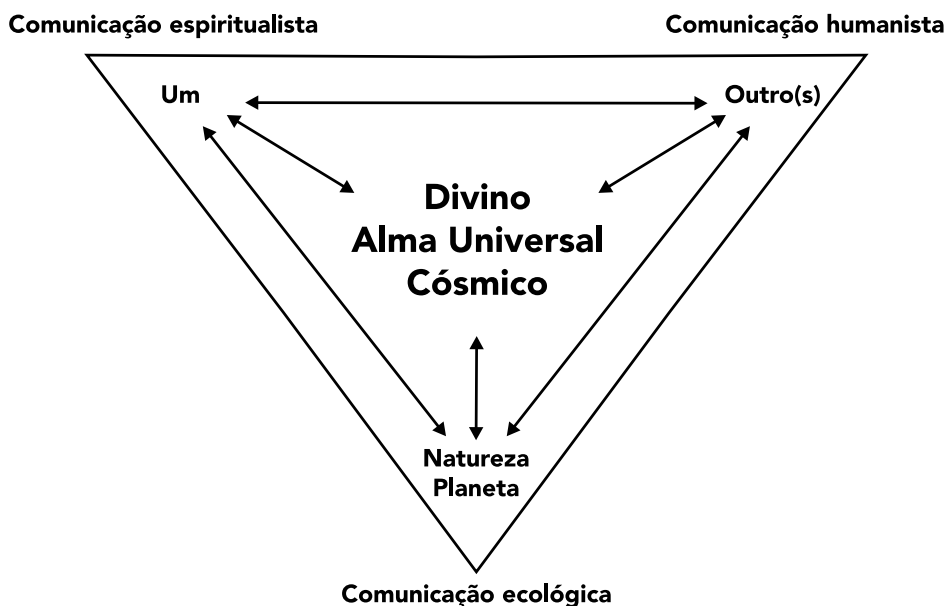 Comunicação espiritualista
Comunicação humanista
Um
Outro(s)
Divino
Alma Universal
Cósmico
Natureza
Planeta
Comunicação ecológica